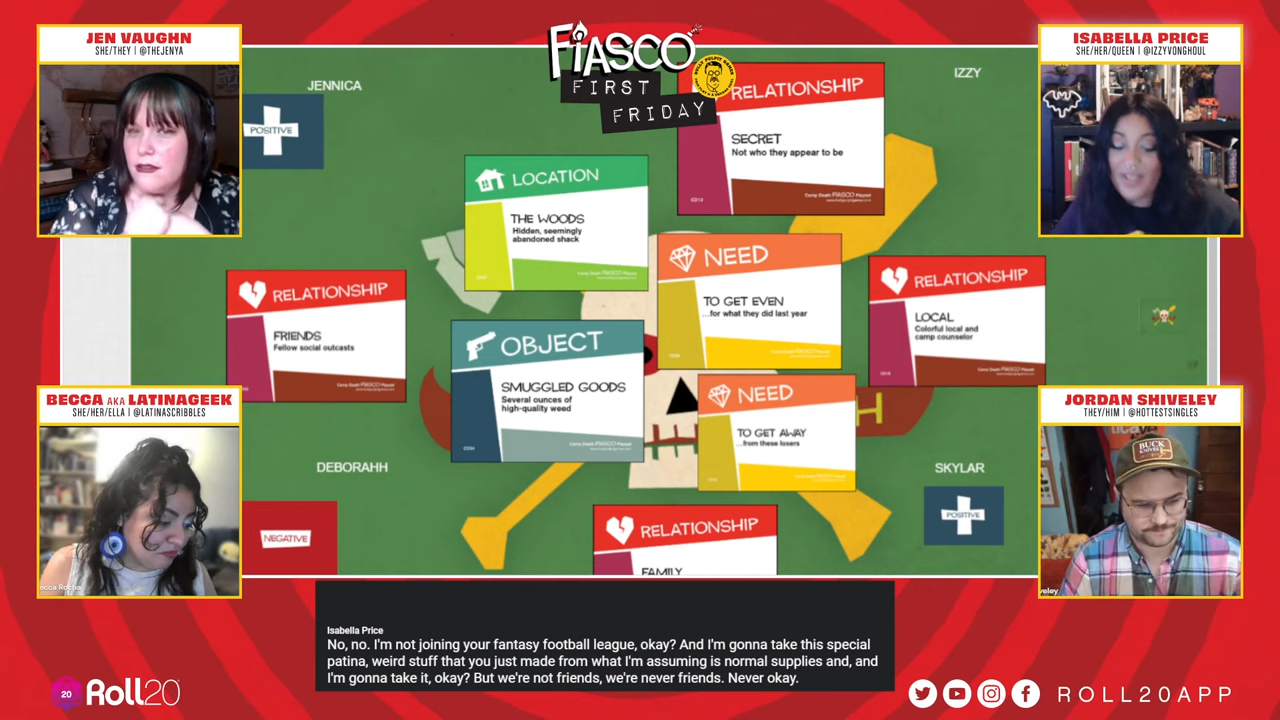 JEN VAUGHN
SHE/THEY | @THEJENYA
FiASCO
FIRST
FRIDAY
ISABELLA PRICE
SHE/HER/QUEEN | @IZZYVONGHOUL
JENNICA
POSITIVE
RELATIONSHIP
SECRET
Not who they appear to be
IZZY
LOCATION
THE WOODS
Hidden, seemingly
abandoned shack
NEED
TO GET EVEN
...for what they did last year
RELATIONSHIP
FRIENDS
Fellow social outcasts
RELATIONSHIP
LOCAL
Colorful local and
camp counselor
OBJECT
SMUGGLED GOODS
Several ounces of
high-quality weed
NEED
TO GET AWAY
...from these losers
H
BECCA AKA LATINAGEEK
SHE/HER/ELLA | @LATINASCRIBBLES
JORDAN SHIVELEY
THEY/HIM | @HOTTESTSINGLES
BUCK
KNIVES
DEBORAHH
NEGATIVE
SKYLAR
POSITIVE
RELATIONSHIP
FAMILY
ecca Rocha
veley
Isabella Price
No, no. I'm not joining your fantasy football league, okay? And I'm gonna take this special
patina, weird stuff that you just made from what I'm assuming is normal supplies and, and
I'm gonna take it, okay? But we're not friends, we're never friends. Never okay.
20
Roll20
ROLL20APP